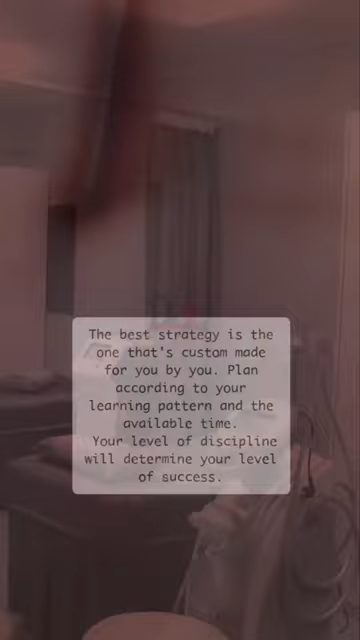 The best strategy is the
one that's custom made
for you by you. Plan
according to your
learning pattern and the
available time.
Your level of discipline
will determine your level
of success.